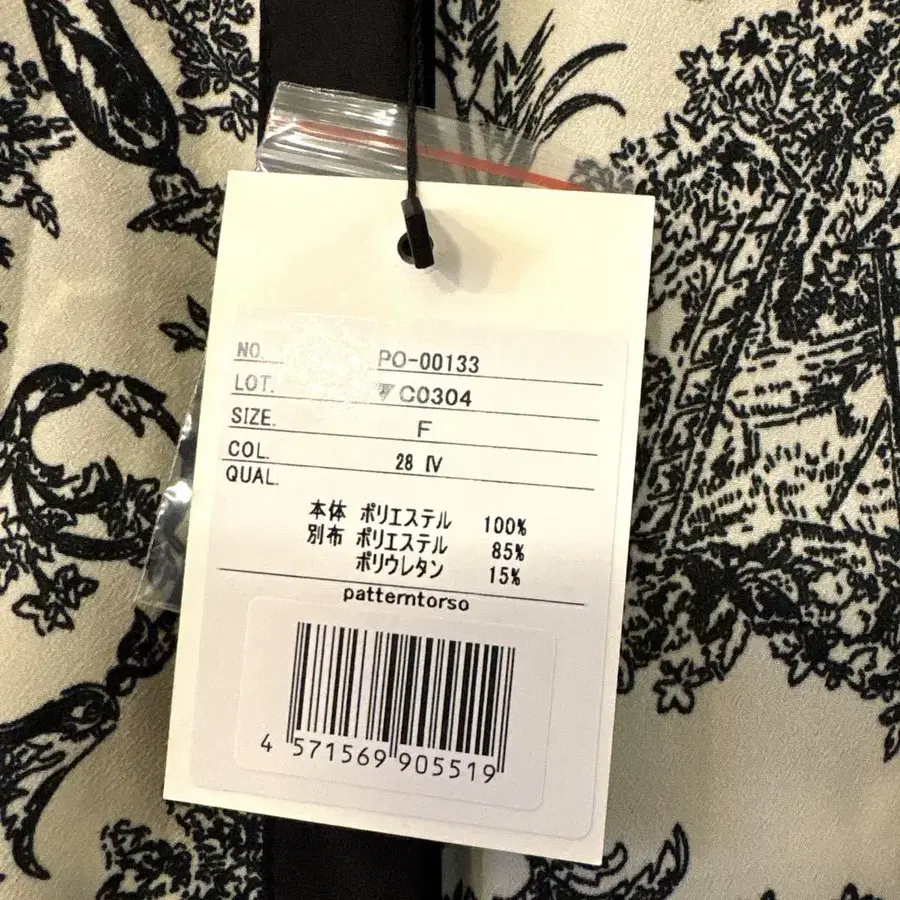 NO. PO-00133
LOT. ▼C0304
SIZE. F
COL. 28 IV
QUAL.
本体 ポリエステル 100%
別布 ポリエステル 85%
ポリウレタン 15%
patterntorso
4 571569 905519